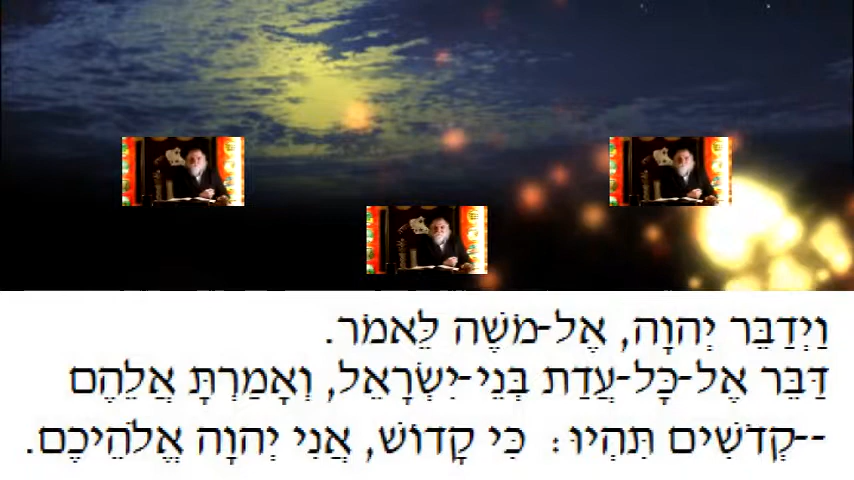 וַיְדַבֵּר יְהוָה, אֶל-מֹשֶׁה לֵּאמֹר.
דַּבֵּר אֶל-כָּל-עֲדַת בְּנֵי-יִשְׂרָאֵל, וְאָמַרְתָּ אֲלֵהֶם
--קְדֹשִׁים תִּהְיוּ: כִּי קָדוֹשׁ, אֲנִי יְהוָה אֱלֹהֵיכֶם.